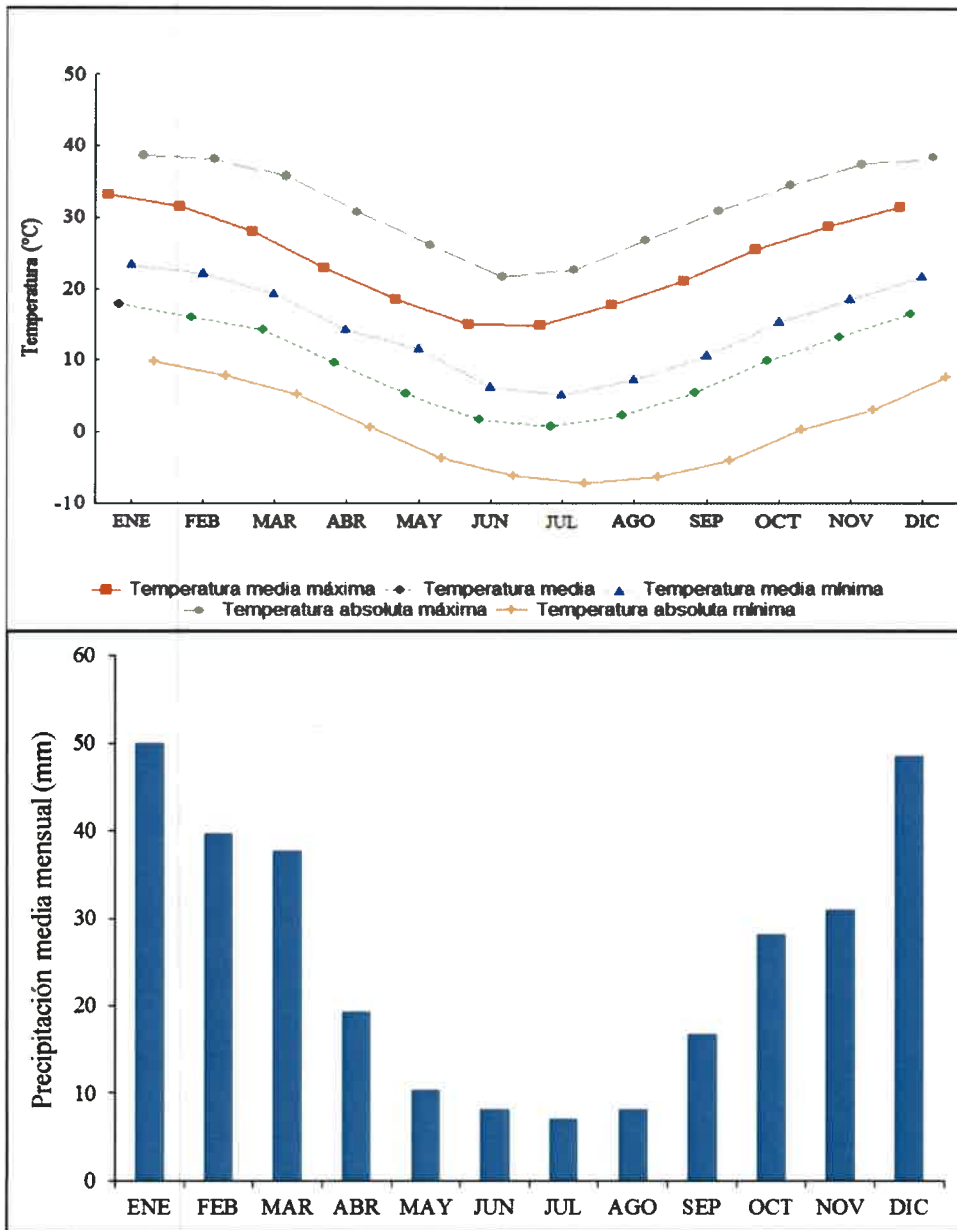 50
40
30
20
10
0
-10
Temperatura (ºC)
ENE FEB MAR ABR MAY JUN JUL AGO SEP OCT NOV DIC
Temperatura media máxima Temperatura media Temperatura media mínima
Temperatura absoluta máxima Temperatura absoluta mínima
60
50
40
30
20
10
0
Precipitación media mensual (mm)
ENE FEB MAR ABR MAY JUN JUL AGO SEP OCT NOV DIC